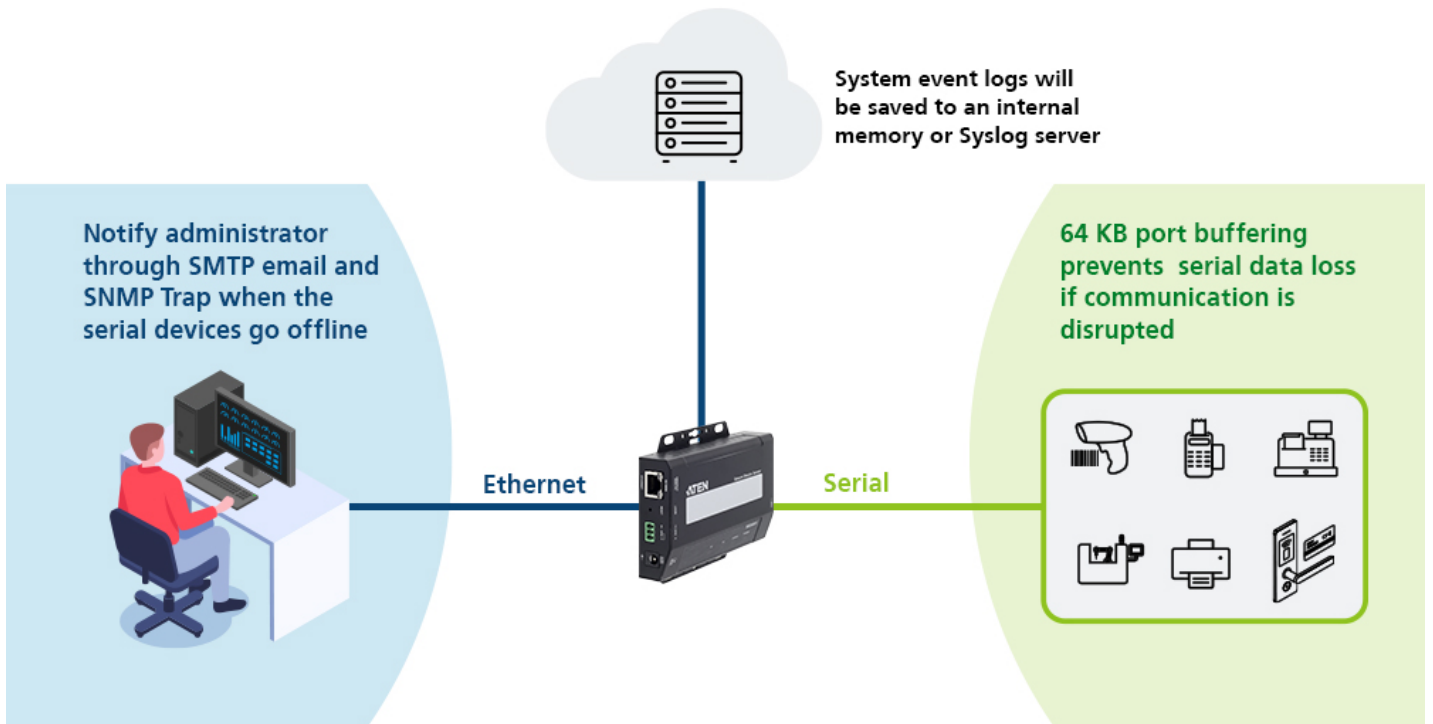 System event logs will
be saved to an internal
memory or Syslog server
Notify administrator
through SMTP email and
SNMP Trap when the
serial devices go offline
64 KB port buffering
prevents serial data loss
if communication is
disrupted
Ethernet
Serial
ATEN